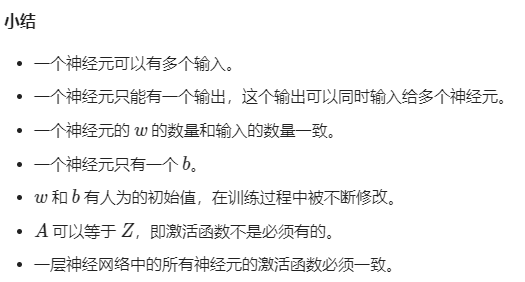 小结
• 一个神经元可以有多个输入。
• 一个神经元只能有一个输出，这个输出可以同时输入给多个神经元。
• 一个神经元的 w 的数量和输入的数量一致。
• 一个神经元只有一个 b。
• w 和 b 有人为的初始值，在训练过程中被不断修改。
• A 可以等于 Z，即激活函数不是必须有的。
• 一层神经网络中的所有神经元的激活函数必须一致。